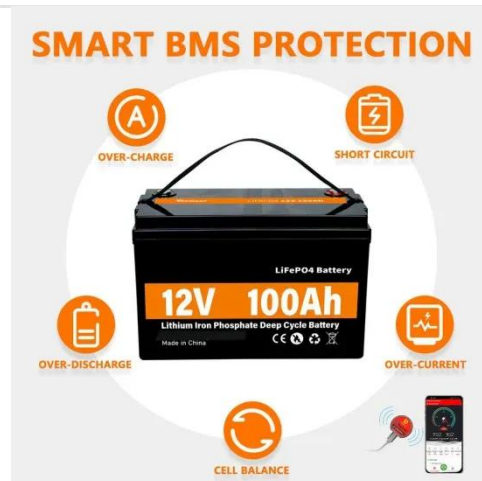 SMART BMS PROTECTION
OVER-CHARGE
SHORT CIRCUIT
LiFePO4 Battery
12V 100Ah
Lithium Iron Phosphate Deep Cycle Battery
Made in China
CE
OVER-DISCHARGE
OVER-CURRENT
CELL BALANCE